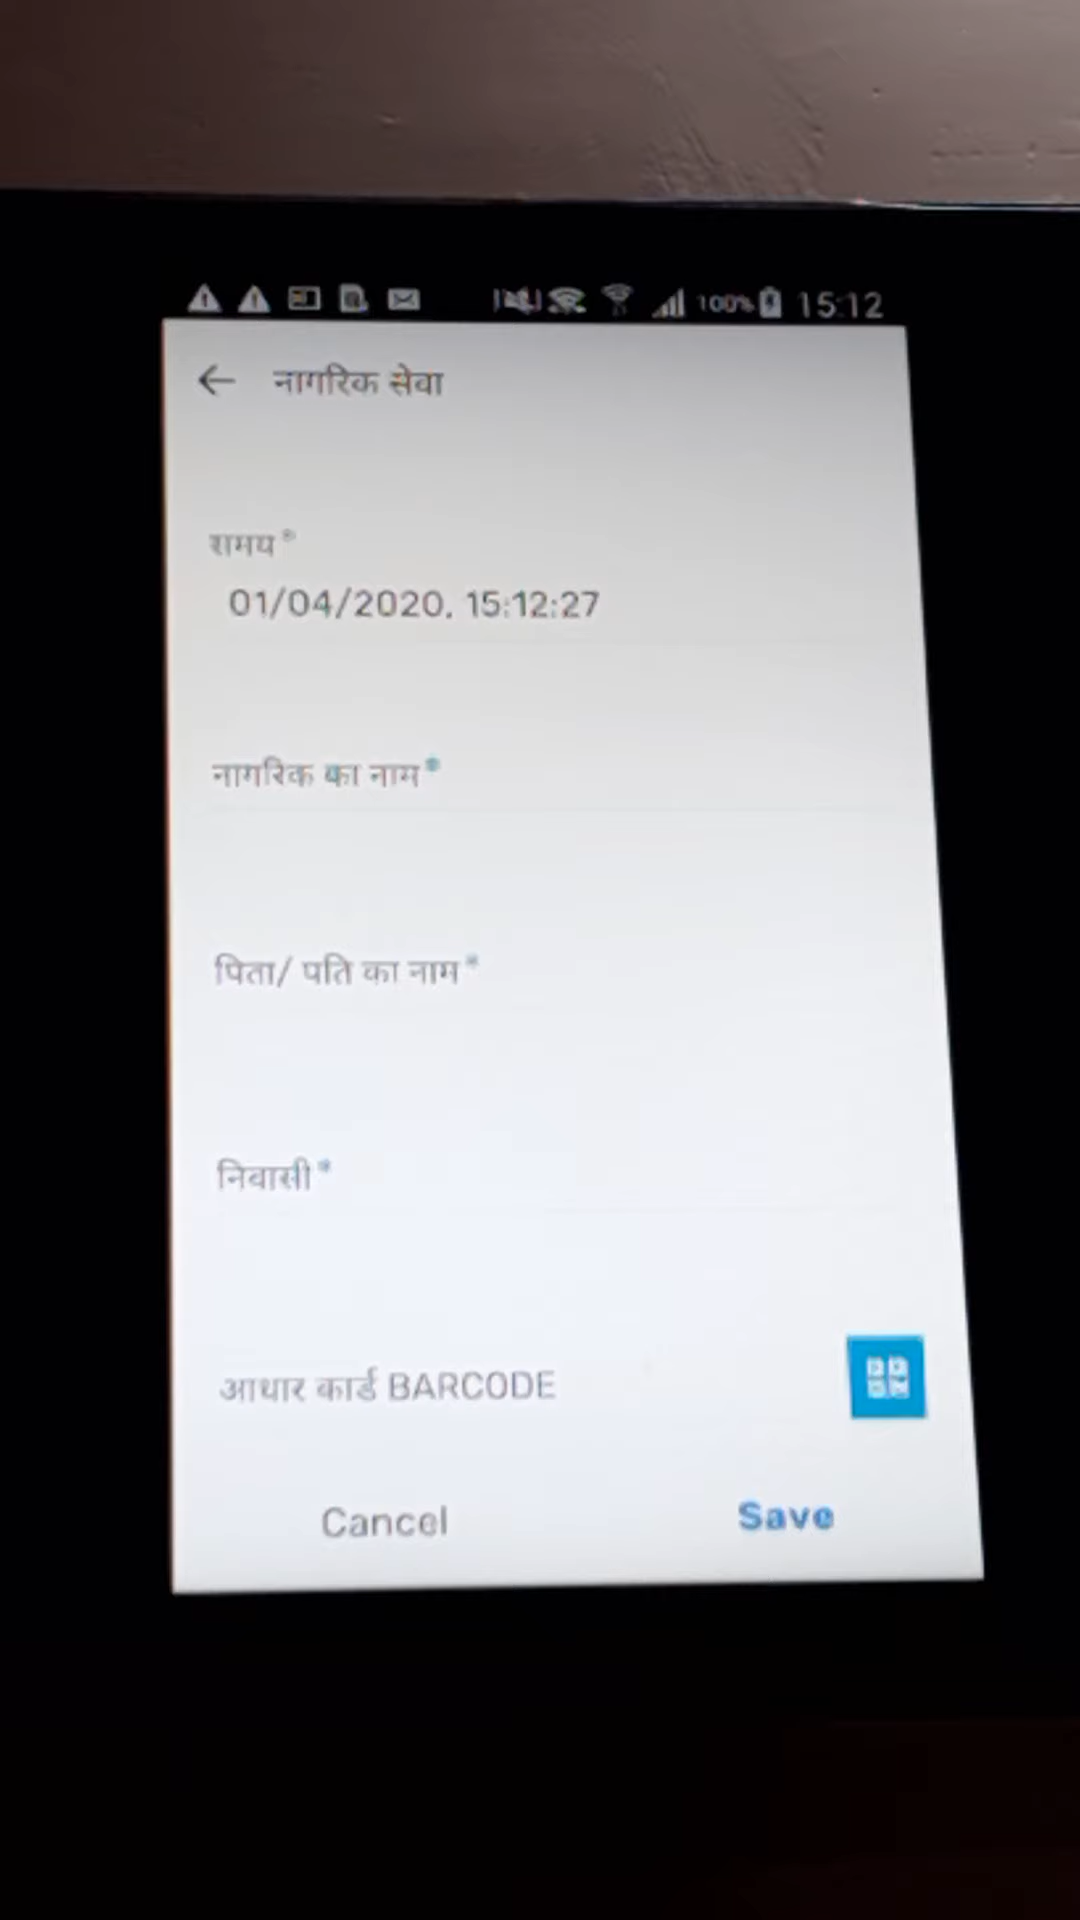 100% 15:12
नागरिक सेवा
समय*
01/04/2020, 15:12:27
नागरिक का नाम*
पिता/ पति का नाम*
निवासी*
आधार कार्ड BARCODE
Cancel Save